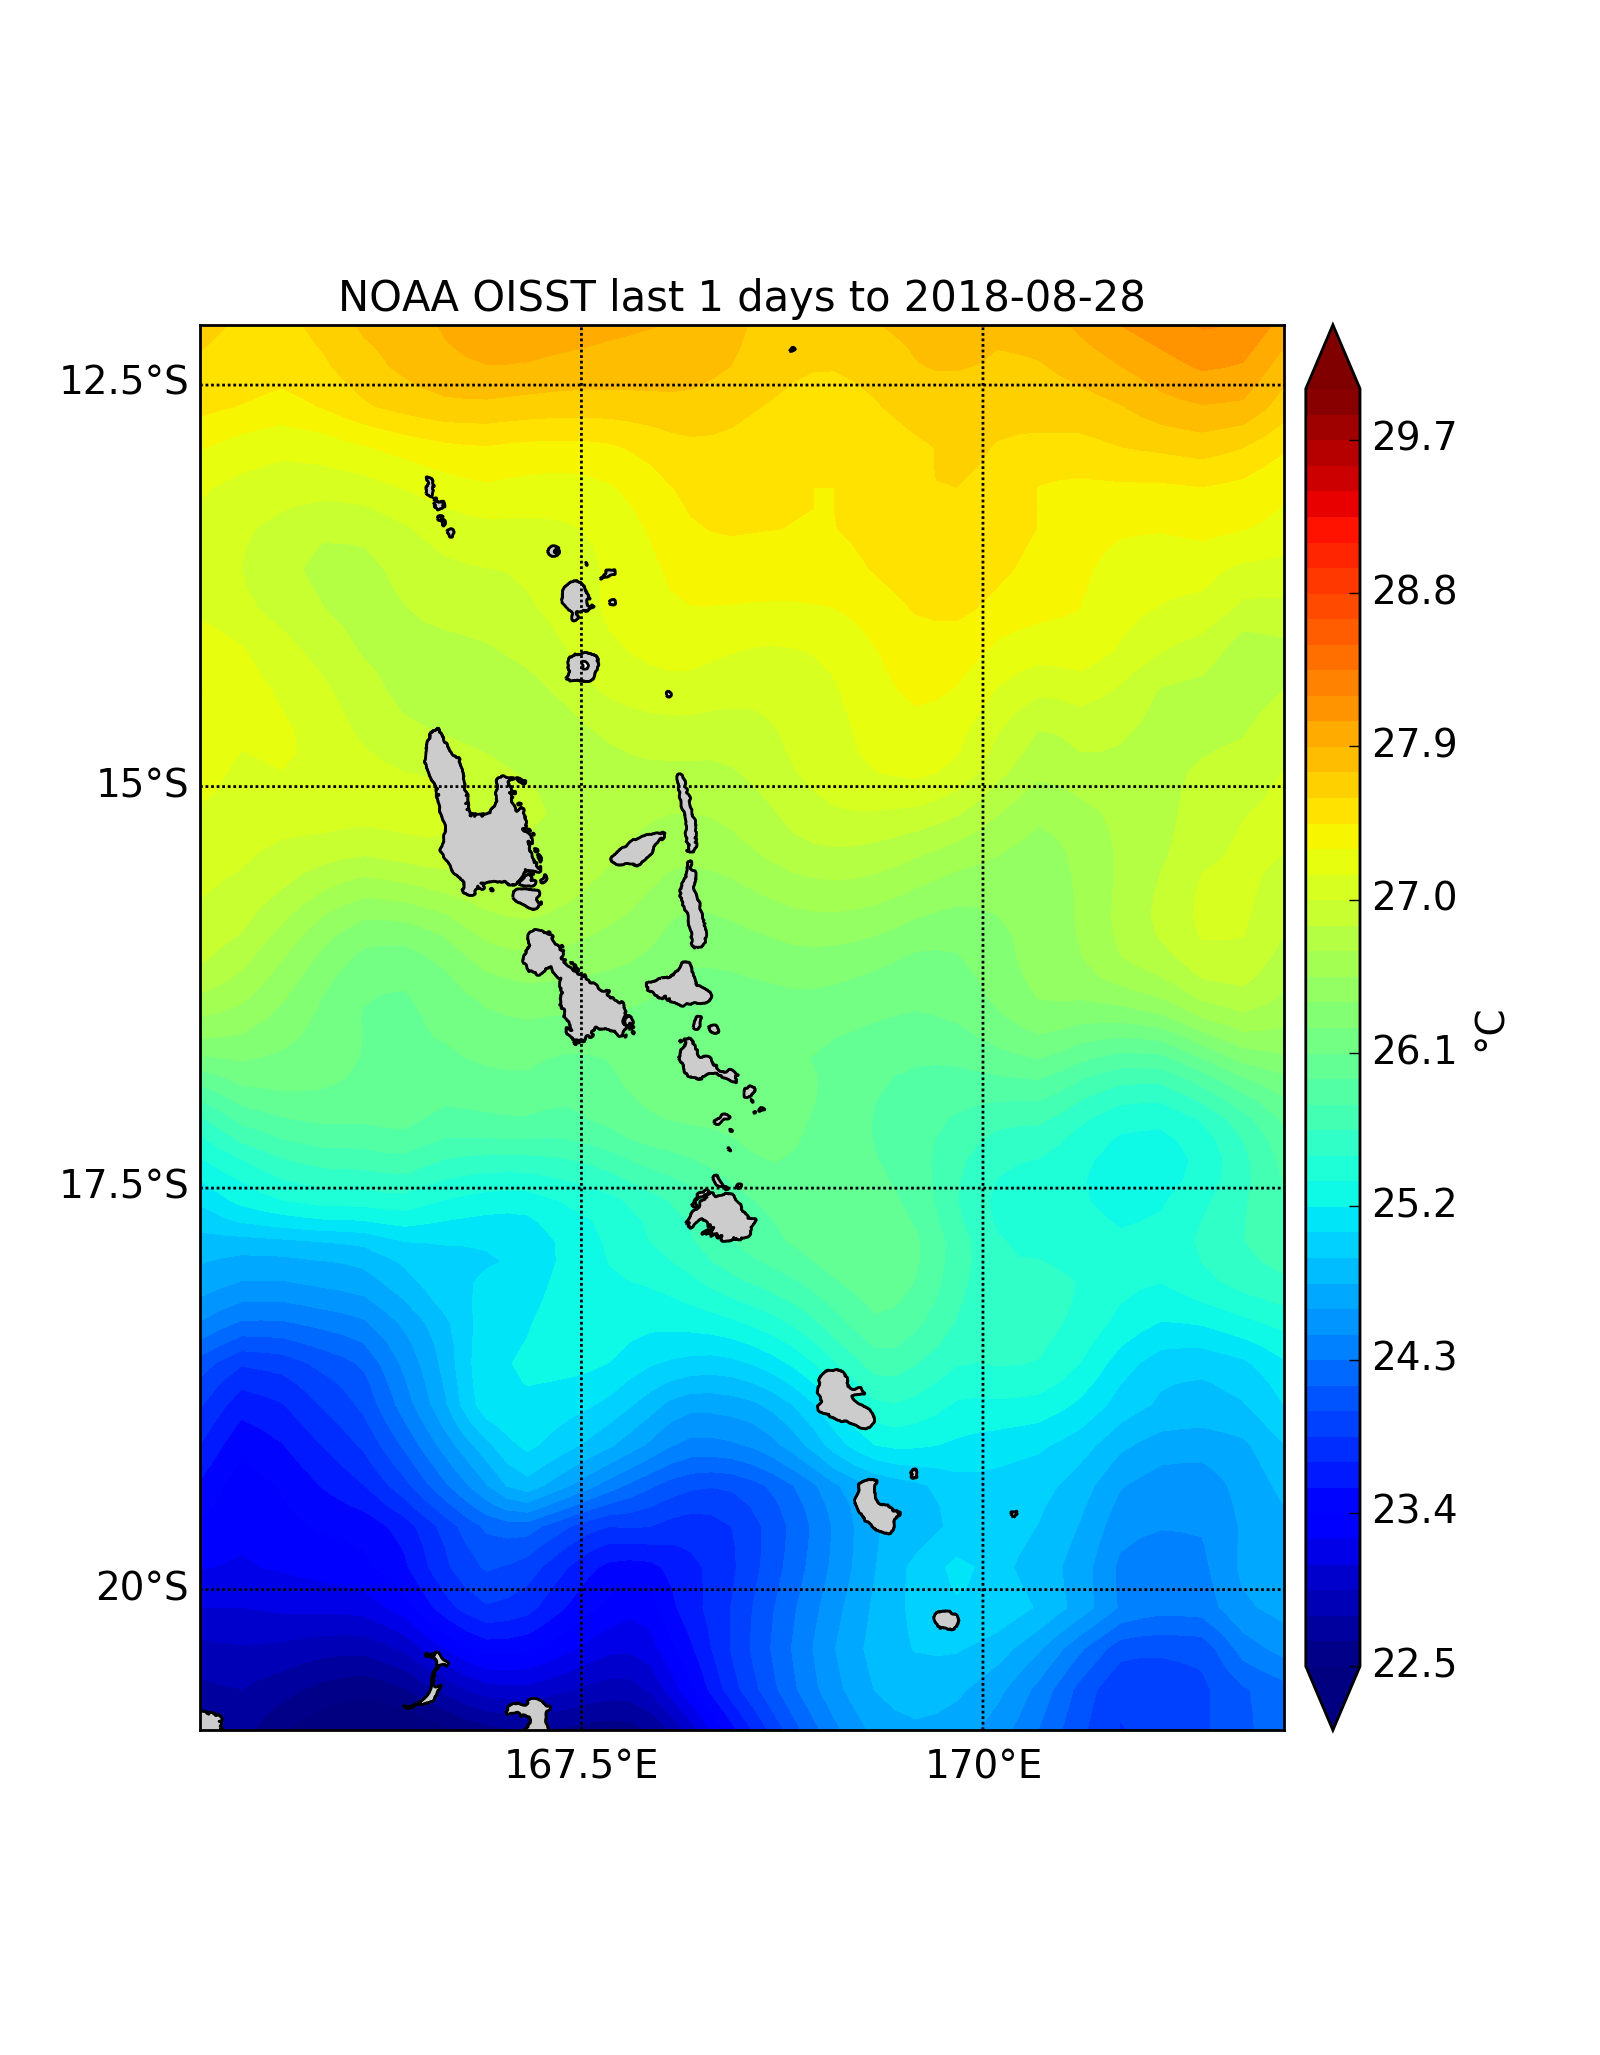 NOAA OISST last 1 days to 2018-08-28
12.5°S
15°S
17.5°S
20°S
167.5°E
170°E
29.7
28.8
27.9
27.0
26.1
25.2
24.3
23.4
22.5
°C